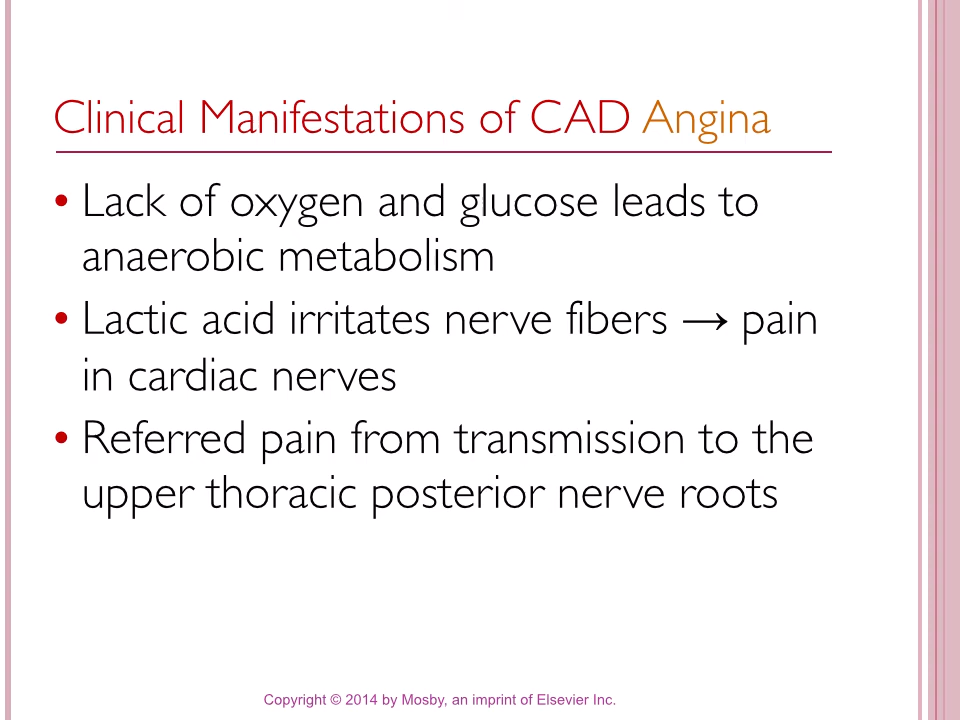 Clinical Manifestations of CAD Angina
• Lack of oxygen and glucose leads to
anaerobic metabolism
• Lactic acid irritates nerve fibers → pain
in cardiac nerves
• Referred pain from transmission to the
upper thoracic posterior nerve roots
Copyright © 2014 by Mosby, an imprint of Elsevier Inc.